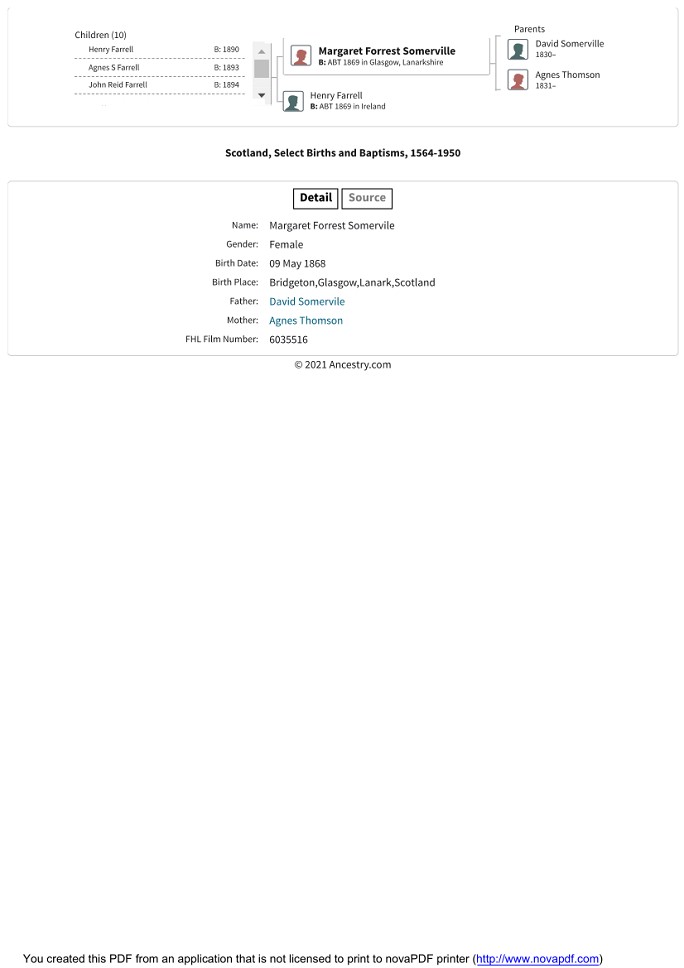 Children (10)
Henry Farrell B: 1890
Agnes S Farrell B: 1893
John Reid Farrell B: 1894
Margaret Forrest Somerville
B: ABT 1869 in Glasgow, Lanarkshire
Henry Farrell
B: ABT 1869 in Ireland
Parents
David Somerville
1830–
Agnes Thomson
1831–
Scotland, Select Births and Baptisms, 1564-1950
Detail Source
Name: Margaret Forrest Somervile
Gender: Female
Birth Date: 09 May 1868
Birth Place: Bridgeton,Glasgow,Lanark,Scotland
Father: David Somervile
Mother: Agnes Thomson
FHL Film Number: 6035516
© 2021 Ancestry.com
You created this PDF from an application that is not licensed to print to novaPDF printer (http://www.novapdf.com)